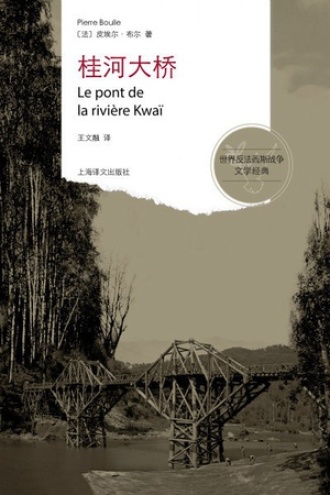 Pierre Boulle
〔法〕皮埃尔·布尔 著
桂河大桥
Le pont de
la rivière Kwaï
王文融 译
上海译文出版社
世界反法西斯战争
文学经典